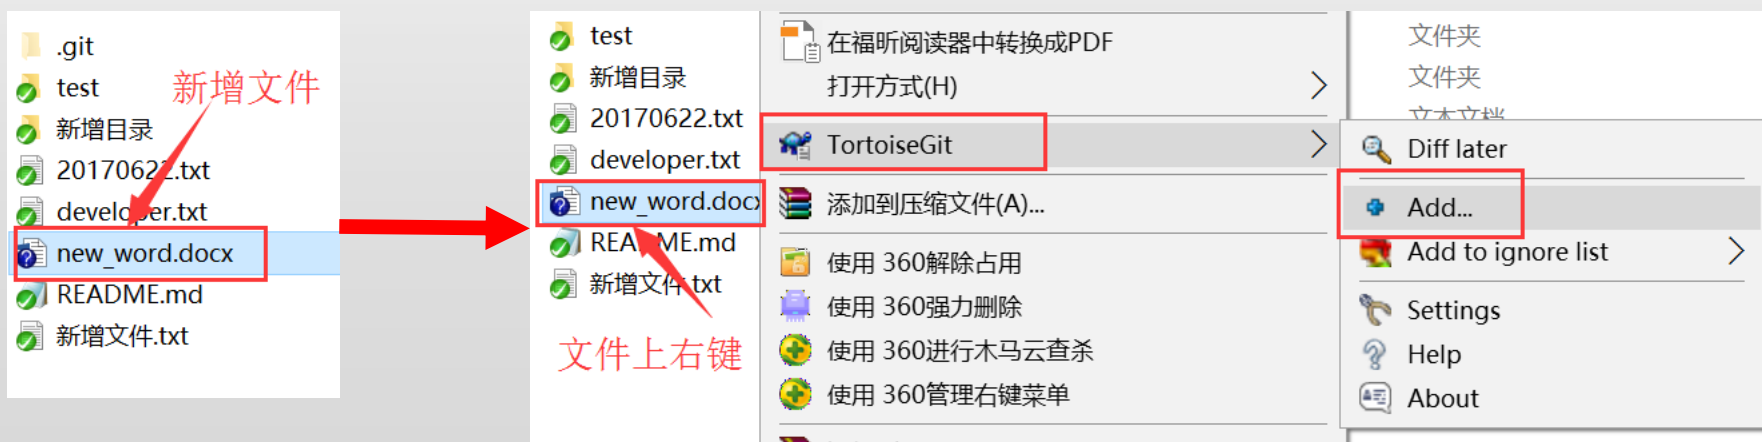 .git
test
新增文件
新增目录
20170622.txt
developer.txt
new_word.docx
README.md
新增文件.txt
test
新增目录
20170622.txt
developer.txt
new_word.docx
README.md
新增文件.txt
文件上右键
在福昕阅读器中转换成PDF
打开方式(H)
TortoiseGit
添加到压缩文件(A)...
使用 360解除占用
使用 360强力删除
使用 360进行木马云查杀
使用 360管理右键菜单
文件夹
文件夹
文本文档
Diff later
Add...
Add to ignore list
Settings
Help
About